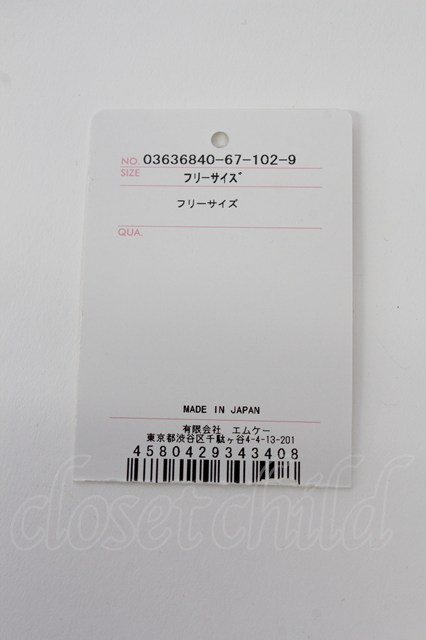 NO. 03636840-67-102-9
SIZE フリーサイズ
フリーサイズ
QUA.
MADE IN JAPAN
有限会社 エムケー
東京都渋谷区千駄ヶ谷4-4-13-201
4580429343408
closetchild